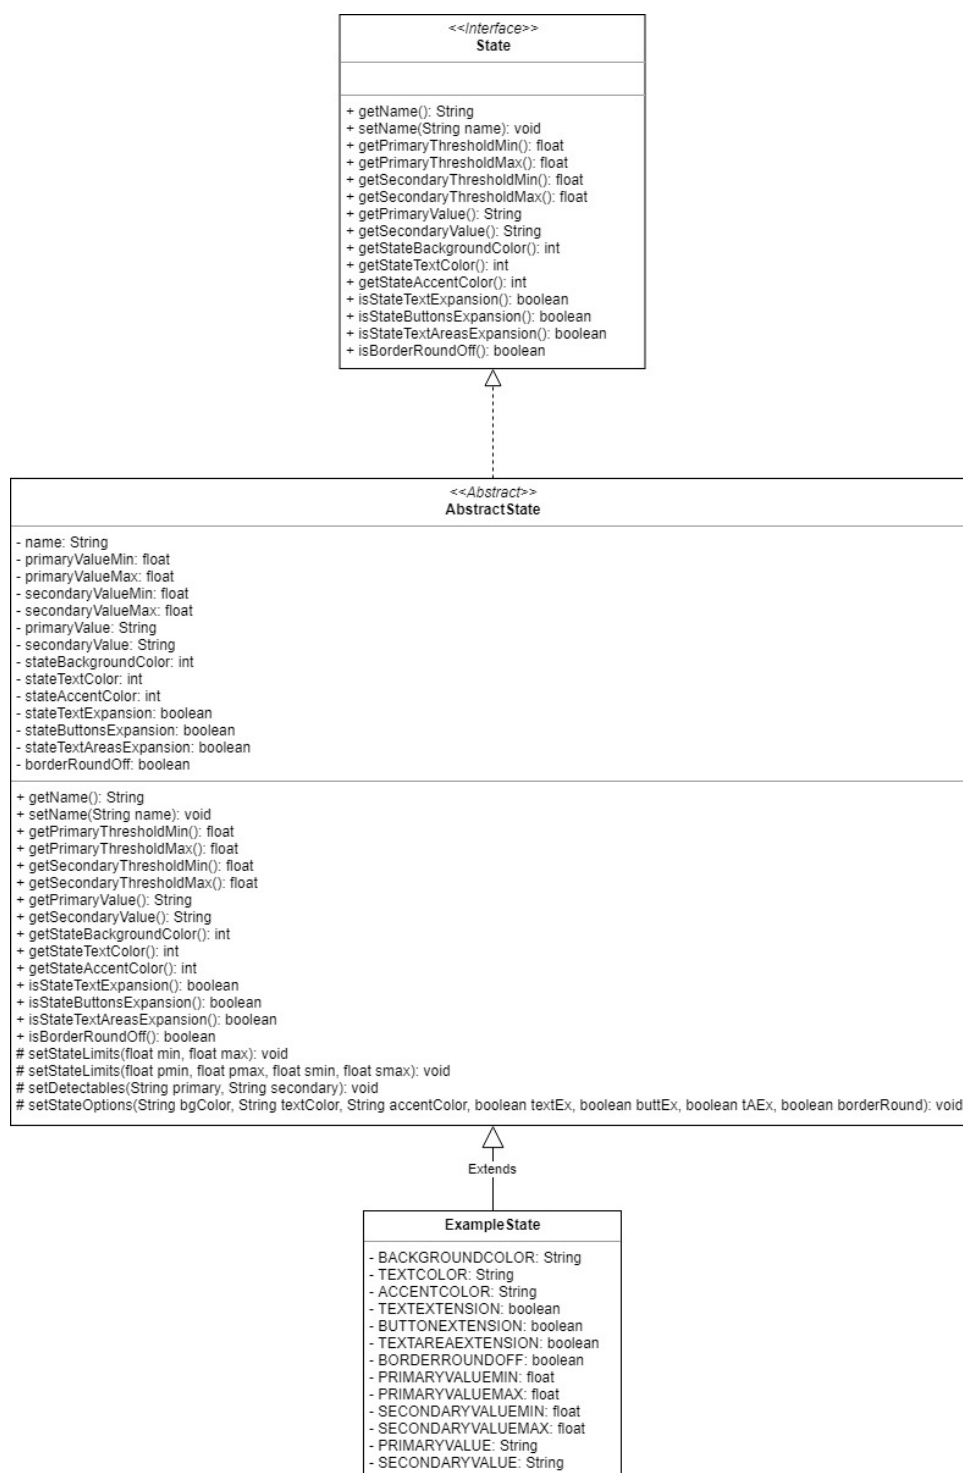 <<Interface>>
State
+ getName(): String
+ setName(String name): void
+ getPrimaryThresholdMin(): float
+ getPrimaryThresholdMax(): float
+ getSecondaryThresholdMin(): float
+ getSecondaryThresholdMax(): float
+ getPrimaryValue(): String
+ getSecondaryValue(): String
+ getStateBackgroundColor(): int
+ getStateTextColor(): int
+ getStateAccentColor(): int
+ isStateTextExpansion(): boolean
+ isStateButtonsExpansion(): boolean
+ isStateTextAreasExpansion(): boolean
+ isBorderRoundOff(): boolean
<<Abstract>>
AbstractState
- name: String
- primaryValueMin: float
- primaryValueMax: float
- secondaryValueMin: float
- secondaryValueMax: float
- primaryValue: String
- secondaryValue: String
- stateBackgroundColor: int
- stateTextColor: int
- stateAccentColor: int
- stateTextExpansion: boolean
- stateButtonsExpansion: boolean
- stateTextAreasExpansion: boolean
- borderRoundOff: boolean
+ getName(): String
+ setName(String name): void
+ getPrimaryThresholdMin(): float
+ getPrimaryThresholdMax(): float
+ getSecondaryThresholdMin(): float
+ getSecondaryThresholdMax(): float
+ getPrimaryValue(): String
+ getSecondaryValue(): String
+ getStateBackgroundColor(): int
+ getStateTextColor(): int
+ getStateAccentColor(): int
+ isStateTextExpansion(): boolean
+ isStateButtonsExpansion(): boolean
+ isStateTextAreasExpansion(): boolean
+ isBorderRoundOff(): boolean
# setStateLimits(float min, float max): void
# setStateLimits(float pmin, float pmax, float smin, float smax): void
# setDetectables(String primary, String secondary): void
# setStateOptions(String bgColor, String textColor, String accentColor, boolean textEx, boolean buttEx, boolean tAEx, boolean borderRound): void
Extends
ExampleState
- BACKGROUNDCOLOR: String
- TEXTCOLOR: String
- ACCENTCOLOR: String
- TEXTEXTENSION: boolean
- BUTTONEXTENSION: boolean
- TEXTAREAEXTENSION: boolean
- BORDERROUNDOFF: boolean
- PRIMARYVALUEMIN: float
- PRIMARYVALUEMAX: float
- SECONDARYVALUEMIN: float
- SECONDARYVALUEMAX: float
- PRIMARYVALUE: String
- SECONDARYVALUE: String